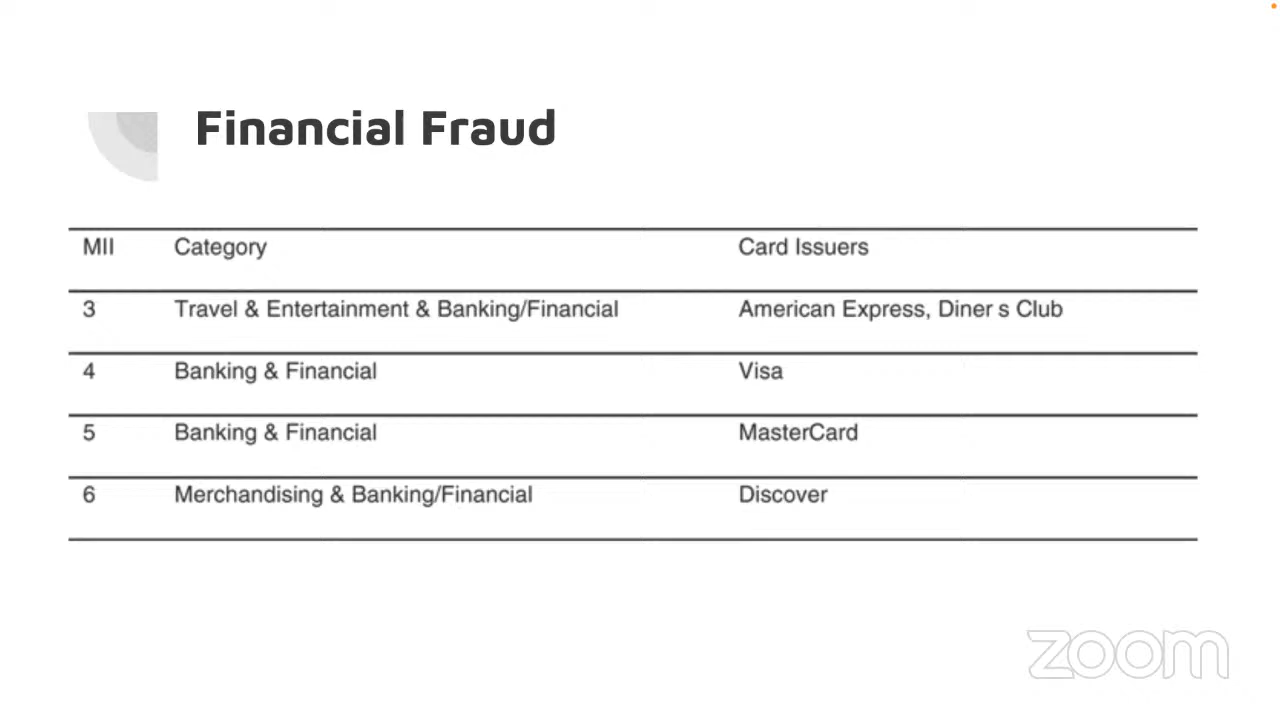 Financial Fraud
MII Category Card Issuers
3 Travel & Entertainment & Banking/Financial American Express, Diner s Club
4 Banking & Financial Visa
5 Banking & Financial MasterCard
6 Merchandising & Banking/Financial Discover
zoom